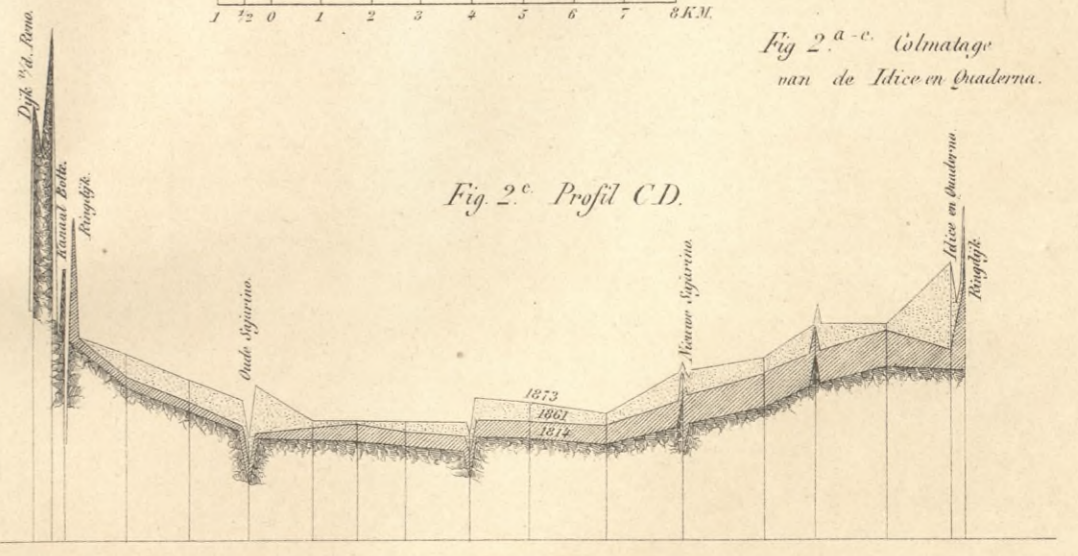 1 1/2 0 1 2 3 4 5 6 7 8 KM.
Fig 2.a-c. Colmatage
van de Idice en Quaderna.
Fig. 2.c Profil C D.
Dijk v/d. Reno.
Kanaal Botte.
Ringdijk.
Oude Sajarino.
1873
1861
1814
Nieuwe Sajarino.
Idice en Quaderna.
Ringdijk.